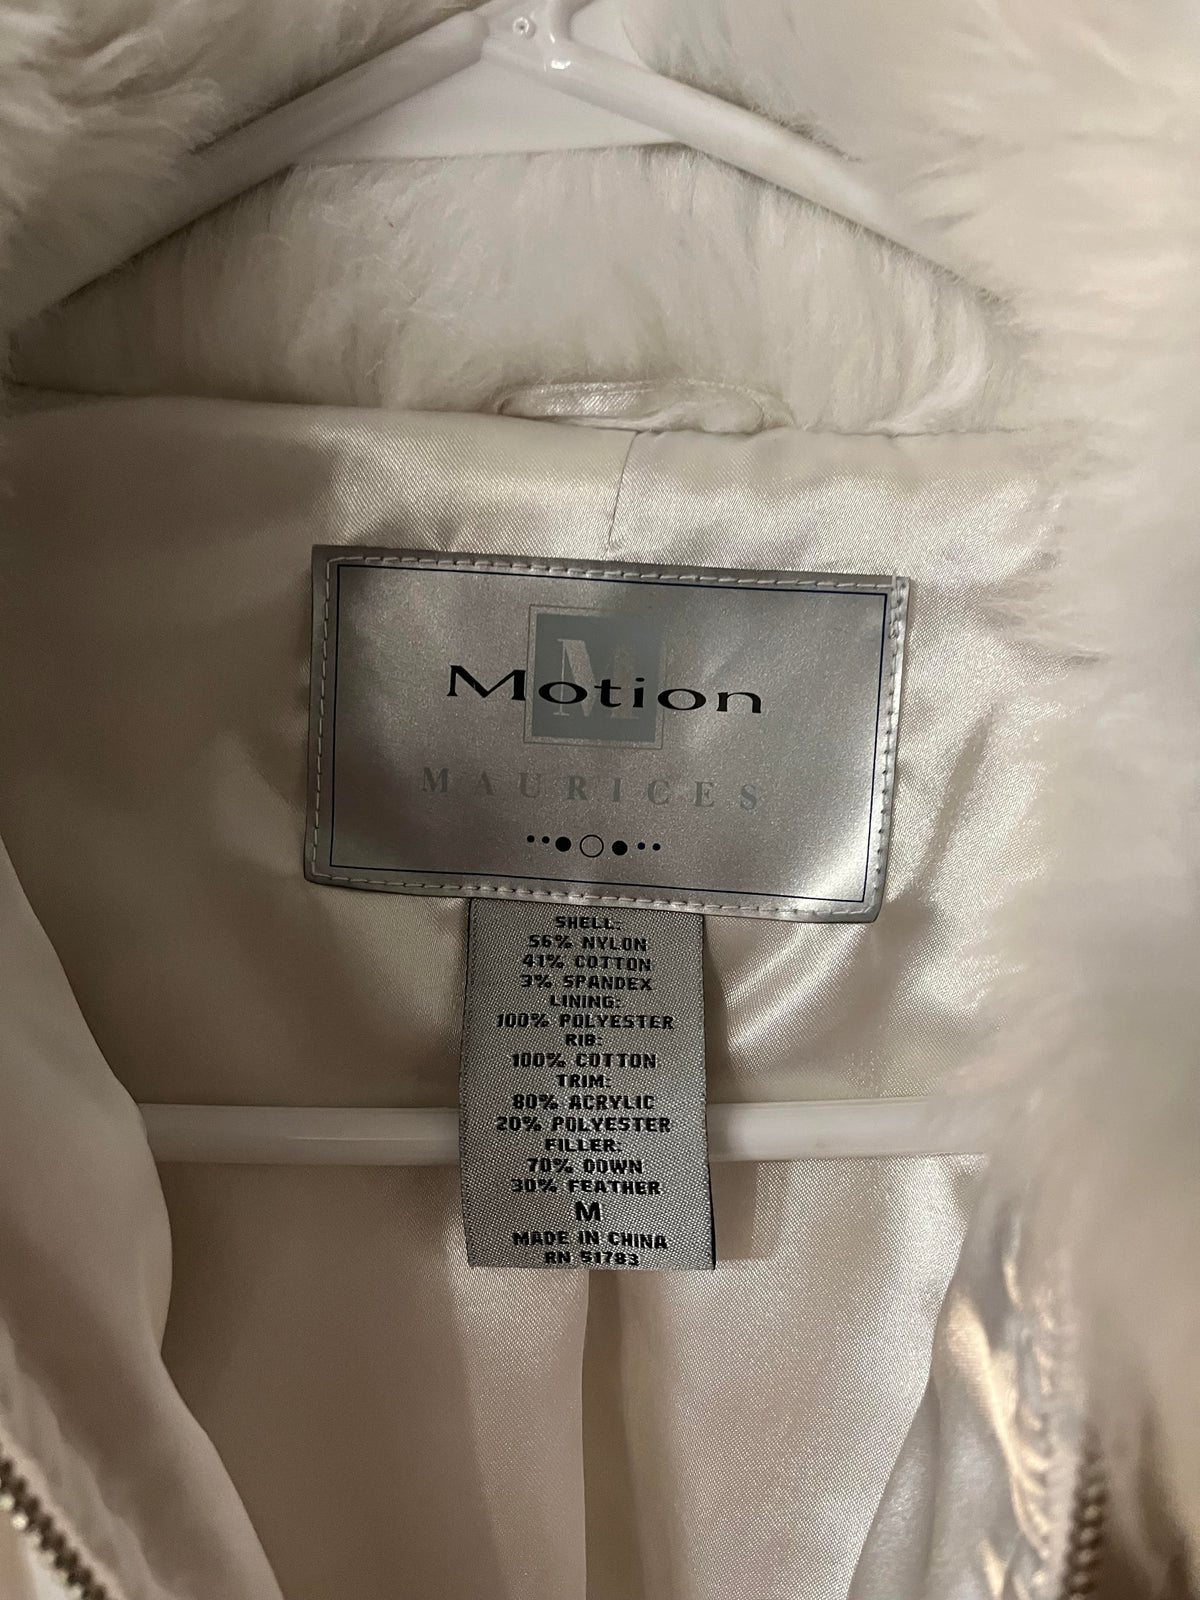 M
Motion
MAURICES
SHELL:
56% NYLON
41% COTTON
3% SPANDEX
LINING:
100% POLYESTER
RIB:
100% COTTON
TRIM:
80% ACRYLIC
20% POLYESTER
FILLER:
70% DOWN
30% FEATHER
M
MADE IN CHINA
RN 51783